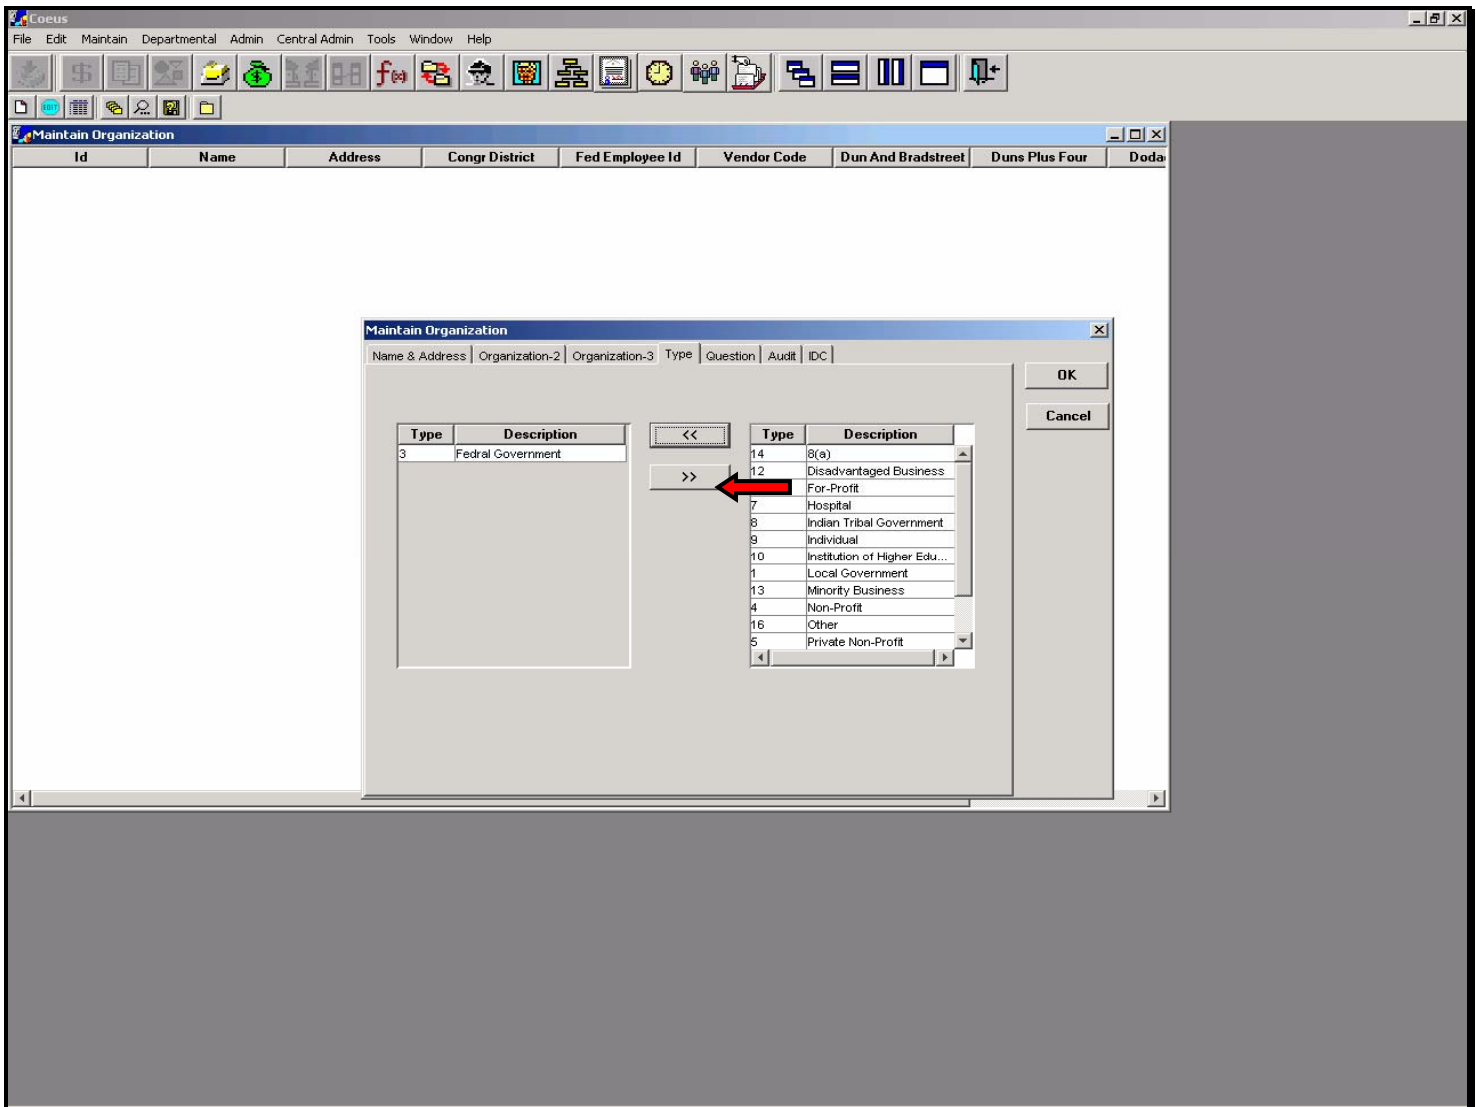 Coeus
File Edit Maintain Departmental Admin Central Admin Tools Window Help
f(x)
EDIT
Maintain Organization
Id Name Address Congr District Fed Employee Id Vendor Code Dun And Bradstreet Duns Plus Four Doda
Maintain Organization
Name & Address Organization-2 Organization-3 Type Question Audit IDC
OK
Cancel
Type Description << Type Description
3 Fedral Government 14 8(a)
>> 12 Disadvantaged Business
For-Profit
7 Hospital
8 Indian Tribal Government
9 Individual
10 Institution of Higher Edu...
1 Local Government
13 Minority Business
4 Non-Profit
16 Other
5 Private Non-Profit